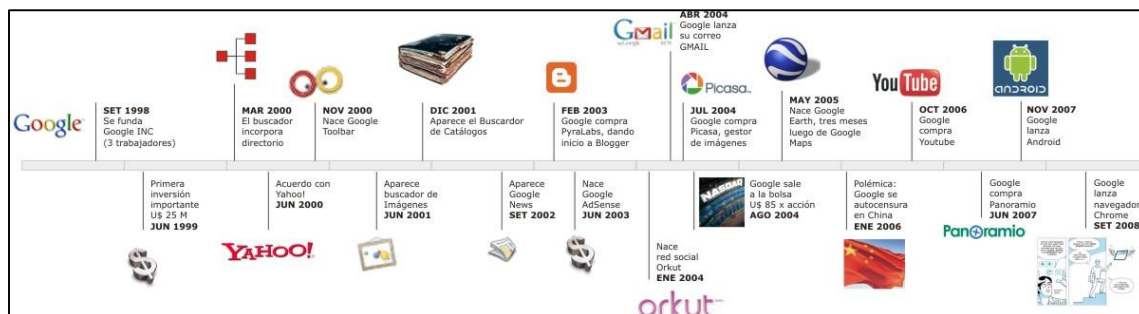 Google
SET 1998
Se funda
Google INC
(3 trabajadores)
MAR 2000
El buscador
incorpora
directorio
NOV 2000
Nace Google
Toolbar
DIC 2001
Aparece el Buscardor
de Catálogos
FEB 2003
Google compra
PyraLabs, dando
inicio a Blogger
Gmail
ABR 2004
Google lanza
su correo
GMAIL
Picasa
JUL 2004
Google compra
Picasa, gestor
de imágenes
MAY 2005
Nace Google
Earth, tres meses
luego de Google
Maps
YouTube
OCT 2006
Google
compra
Youtube
ANDROID
NOV 2007
Google
lanza
Android
Primera
inversión
importante
U$ 25 M
JUN 1999
Acuerdo con
Yahoo!
JUN 2000
YAHOO!
Aparece
buscador de
Imágenes
JUN 2001
Aparece
Google
News
SET 2002
Nace
Google
AdSense
JUN 2003
Nace
red social
Orkut
ENE 2004
orkut
NASDAQ
Google sale
a la bolsa
U$ 85 x acción
AGO 2004
Polémica:
Google se
autocensura
en China
ENE 2006
Google
compra
Panoramio
JUN 2007
Panoramio
Google
lanza
navegador
Chrome
SET 2008